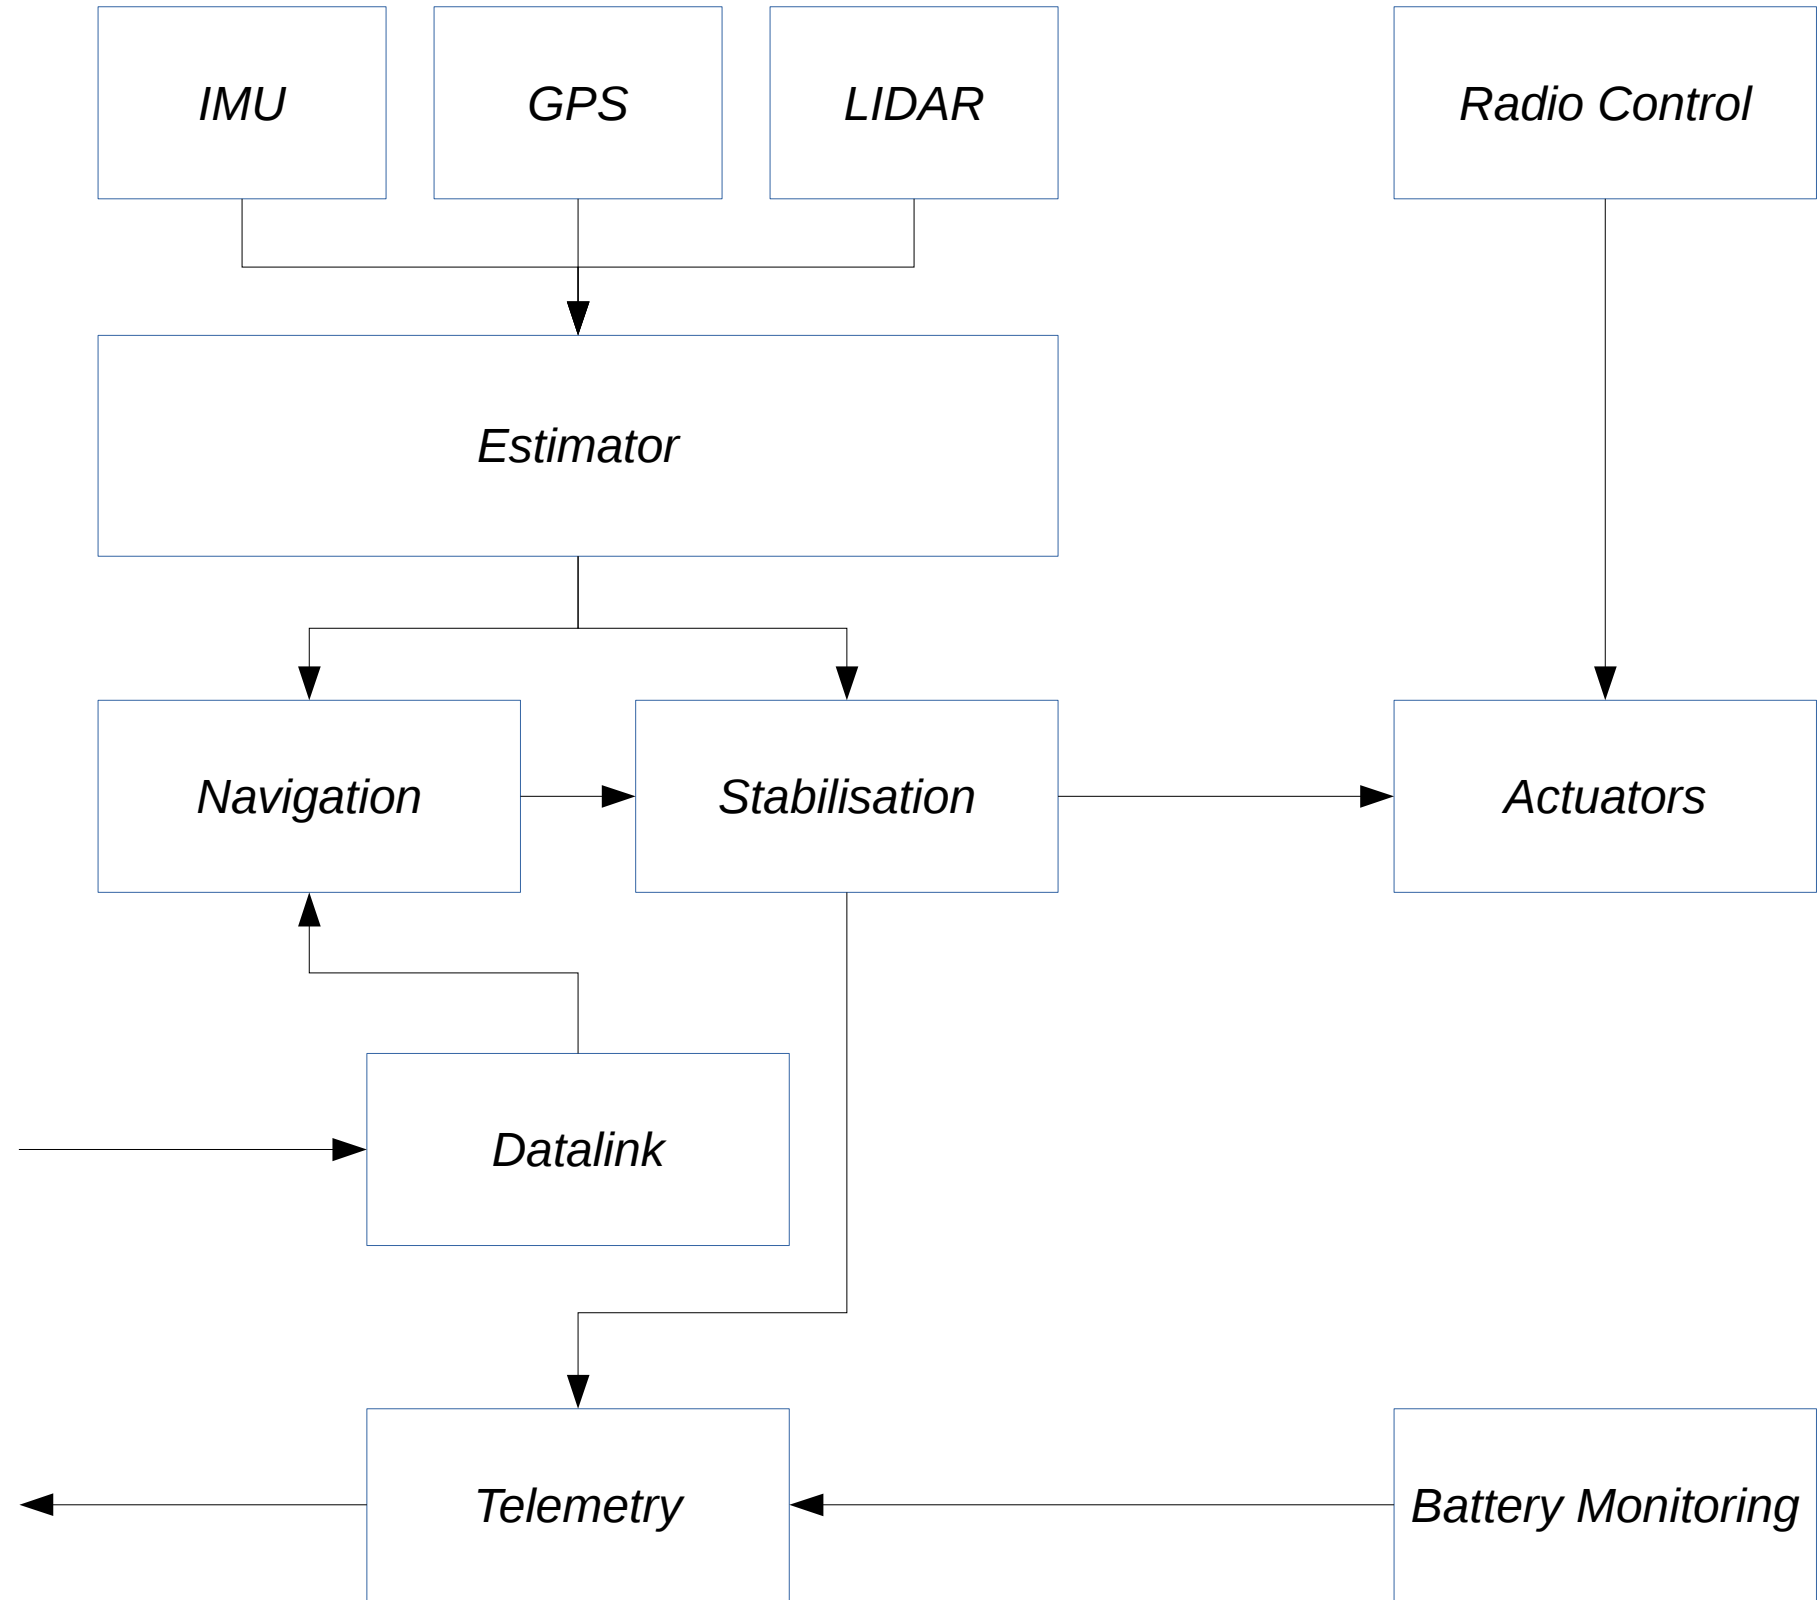 IMU
GPS
LIDAR
Radio Control
Estimator
Navigation
Stabilisation
Actuators
Datalink
Telemetry
Battery Monitoring